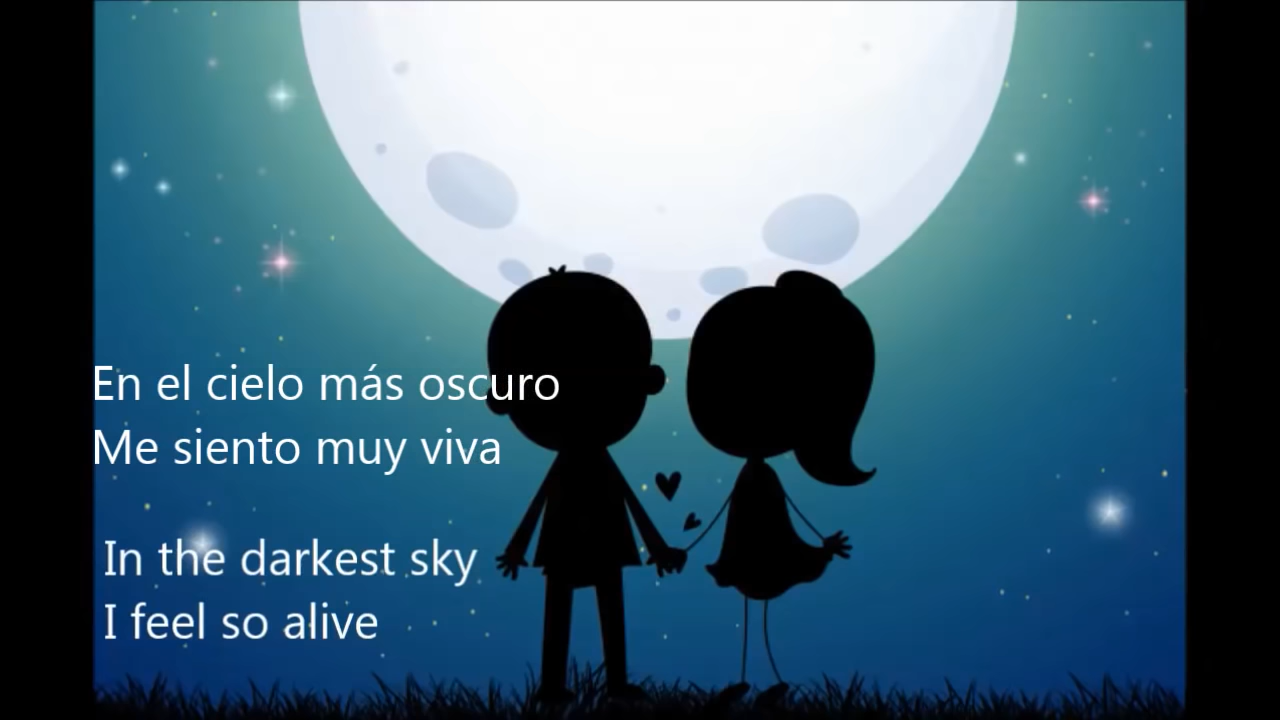 En el cielo más oscuro
Me siento muy viva
In the darkest sky
I feel so alive